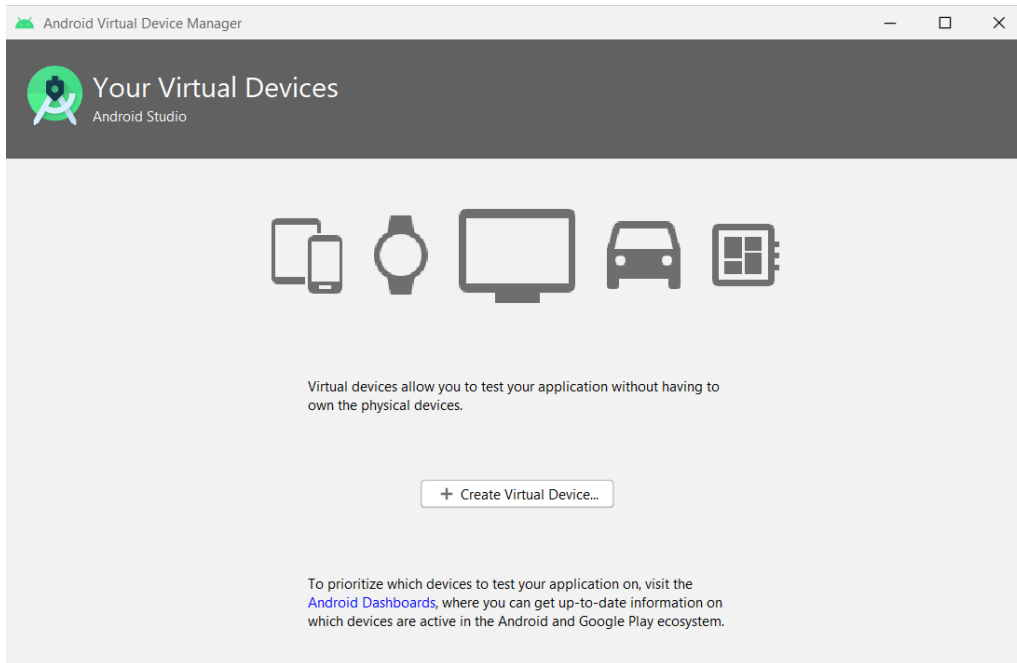 Android Virtual Device Manager
Your Virtual Devices
Android Studio
Virtual devices allow you to test your application without having to
own the physical devices.
+ Create Virtual Device...
To prioritize which devices to test your application on, visit the
Android Dashboards, where you can get up-to-date information on
which devices are active in the Android and Google Play ecosystem.